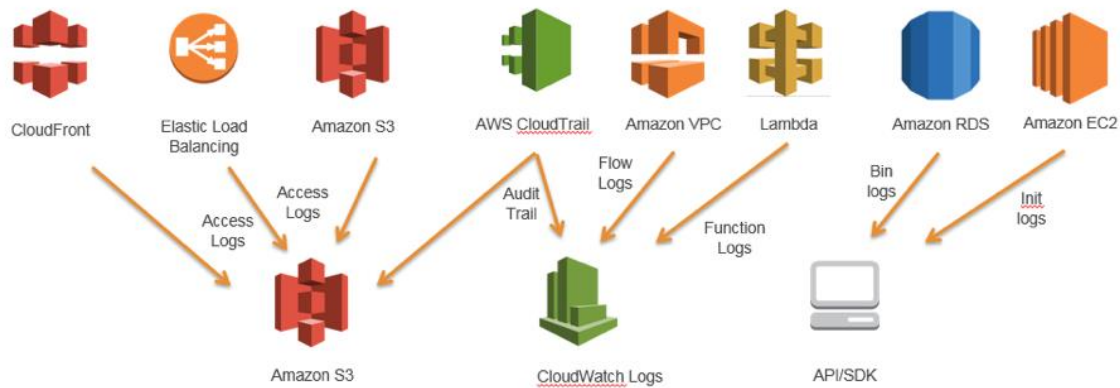 CloudFront
Elastic Load
Balancing
Amazon S3
AWS CloudTrail
Amazon VPC
Lambda
Amazon RDS
Amazon EC2
Access
Logs
Access
Logs
Audit
Trail
Flow
Logs
Function
Logs
Bin
logs
Init
logs
Amazon S3
CloudWatch Logs
API/SDK